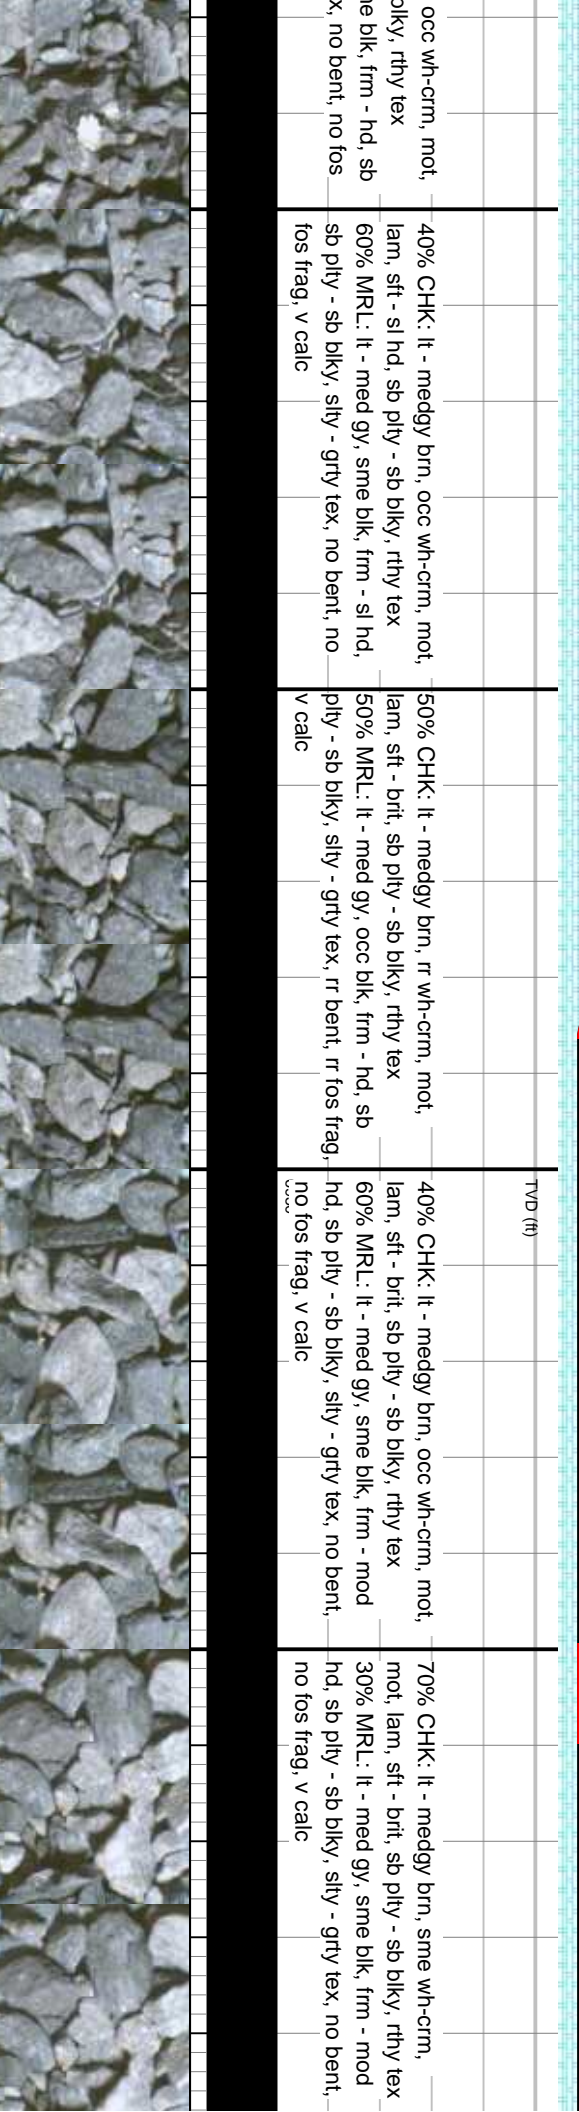 occ wh-crm, mot,
blky, rthy tex
me blk, frm - hd, sb
x, no bent, no fos
40% CHK: lt - medgy brn, occ wh-crm, mot,
lam, sft - sl hd, sb plty - sb blky, rthy tex
60% MRL: lt - med gy, sme blk, frm - sl hd,
sb plty - sb blky, slty - grty tex, no bent, no
fos frag, v calc
50% CHK: lt - medgy brn, rr wh-crm, mot,
lam, sft - brit, sb plty - sb blky, rthy tex
50% MRL: lt - med gy, occ blk, frm - hd, sb
plty - sb blky, slty - grty tex, rr bent, rr fos frag,
v calc
TVD (ft)
40% CHK: lt - medgy brn, occ wh-crm, mot,
lam, sft - brit, sb plty - sb blky, rthy tex
60% MRL: lt - med gy, sme blk, frm - mod
hd, sb plty - sb blky, slty - grty tex, no bent,
no fos frag, v calc
70% CHK: lt - medgy brn, sme wh-crm,
mot, lam, sft - brit, sb plty - sb blky, rthy tex
30% MRL: lt - med gy, sme blk, frm - mod
hd, sb plty - sb blky, slty - grty tex, no bent,
no fos frag, v calc